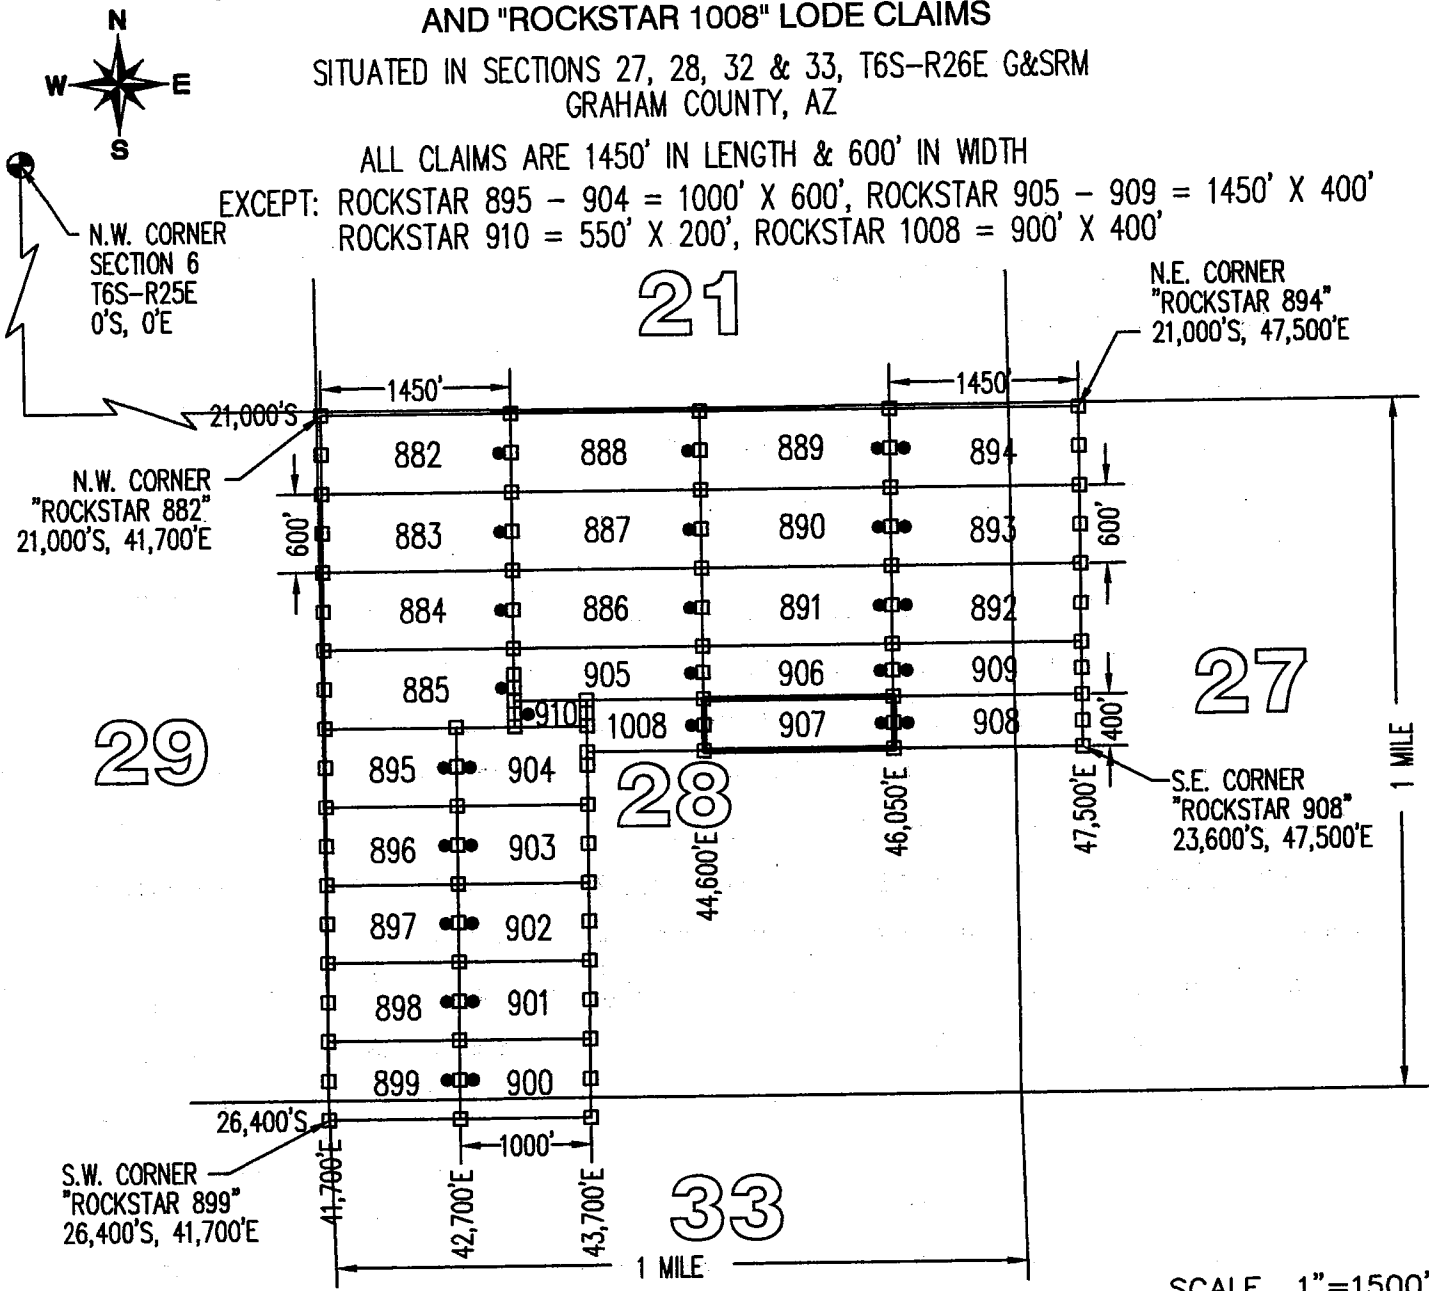 AND "ROCKSTAR 1008" LODE CLAIMS
N
W E
S
SITUATED IN SECTIONS 27, 28, 32 & 33, T6S-R26E G&SRM
GRAHAM COUNTY, AZ
ALL CLAIMS ARE 1450' IN LENGTH & 600' IN WIDTH
EXCEPT: ROCKSTAR 895 - 904 = 1000' X 600', ROCKSTAR 905 - 909 = 1450' X 400'
ROCKSTAR 910 = 550' X 200', ROCKSTAR 1008 = 900' X 400'
N.W. CORNER
SECTION 6
T6S-R25E
0'S, 0'E
21
N.E. CORNER
"ROCKSTAR 894"
21,000'S, 47,500'E
1450' 1450'
21,000'S
882 888 889 894
N.W. CORNER
"ROCKSTAR 882"
21,000'S, 41,700'E
600' 883 887 890 893 600'
884 886 891 892
885 905 906 909
27
910 1008 907 908 400'
29
28
1 MILE
895 904
44,600'E
46,050'E
47,500'E
S.E. CORNER
"ROCKSTAR 908"
23,600'S, 47,500'E
896 903
897 902
898 901
899 900
26,400'S
1000'
S.W. CORNER
"ROCKSTAR 899"
26,400'S, 41,700'E
41,700'E
42,700'E
43,700'E
33
1 MILE
SCALE 1"=1500'